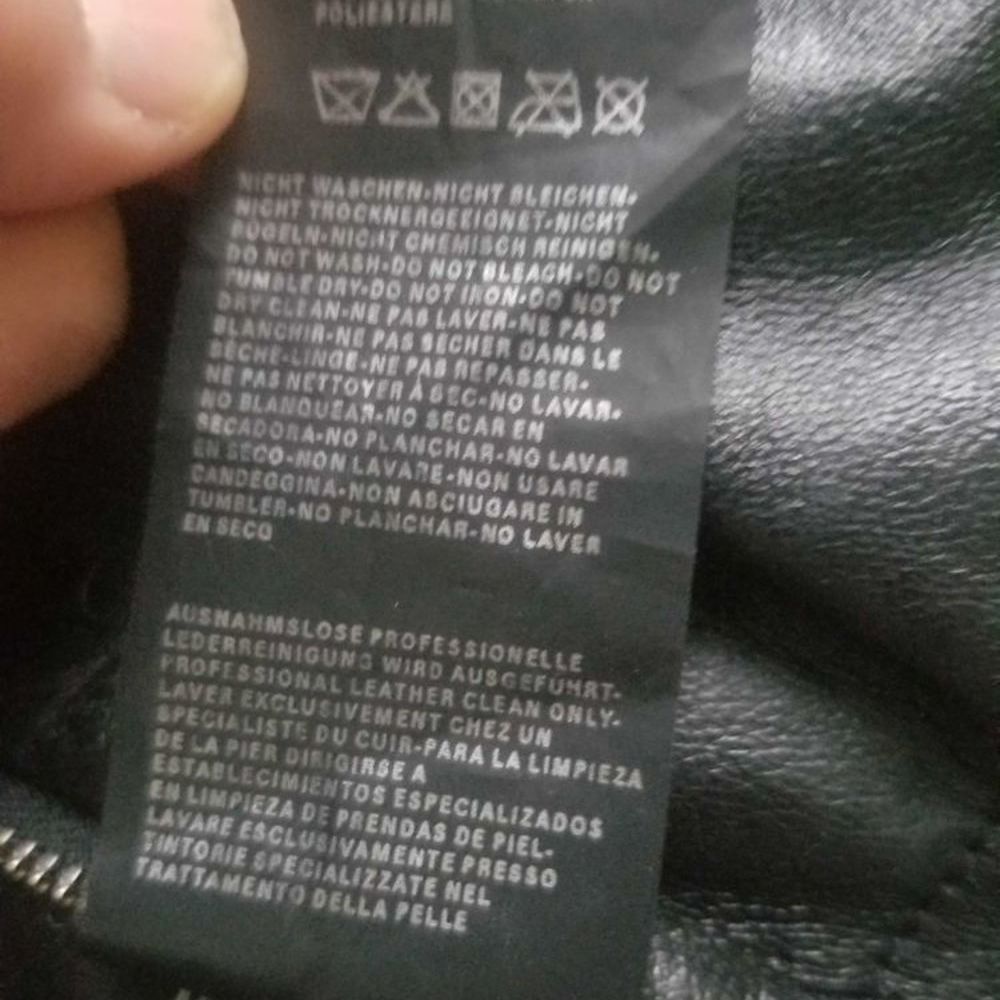 POLIESTERE
NICHT WASCHEN-NICHT BLEICHEN-
NICHT TROCKNERGEEIGNET-NICHT
BÜGELN-NICHT CHEMISCH REINIGEN-
DO NOT WASH-DO NOT BLEACH-DO NOT
TUMBLE DRY-DO NOT IRON-DO NOT
DRY CLEAN-NE PAS LAVER-NE PAS
BLANCHIR-NE PAS SECHER DANS LE
SECHE-LINGE-NE PAS REPASSER-
NE PAS NETTOYER À SEC-NO LAVAR-
NO BLANQUEAR-NO SECAR EN
SECADORA-NO PLANCHAR-NO LAVAR
EN SECO-NON LAVARE-NON USARE
CANDEGGINA-NON ASCIUGARE IN
TUMBLER-NO PLANCHAR-NO LAVER
EN SECO
AUSNAHMSLOSE PROFESSIONELLE
LEDERREINIGUNG WIRD AUSGEFÜHRT-
PROFESSIONAL LEATHER CLEAN ONLY-
LAVER EXCLUSIVEMENT CHEZ UN
SPECIALISTE DU CUIR-PARA LA LIMPIEZA
DE LA PIER DIRIGIRSE A
ESTABLECIMIENTOS ESPECIALIZADOS
EN LIMPIEZA DE PRENDAS DE PIEL-
LAVARE ESCLUSIVAMENTE PRESSO
TINTORIE SPECIALIZZATE NEL
TRATTAMENTO DELLA PELLE